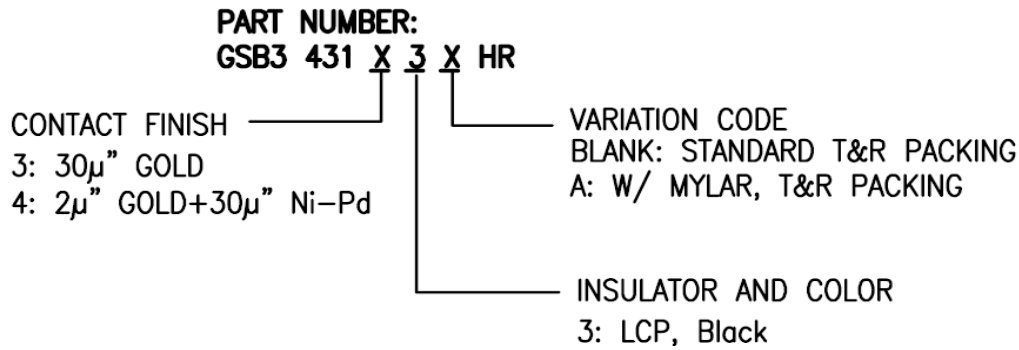 PART NUMBER:
GSB3 431 X 3 X HR
CONTACT FINISH
3: 30μ" GOLD
4: 2μ" GOLD+30μ" Ni-Pd
VARIATION CODE
BLANK: STANDARD T&R PACKING
A: W/ MYLAR, T&R PACKING
INSULATOR AND COLOR
3: LCP, Black